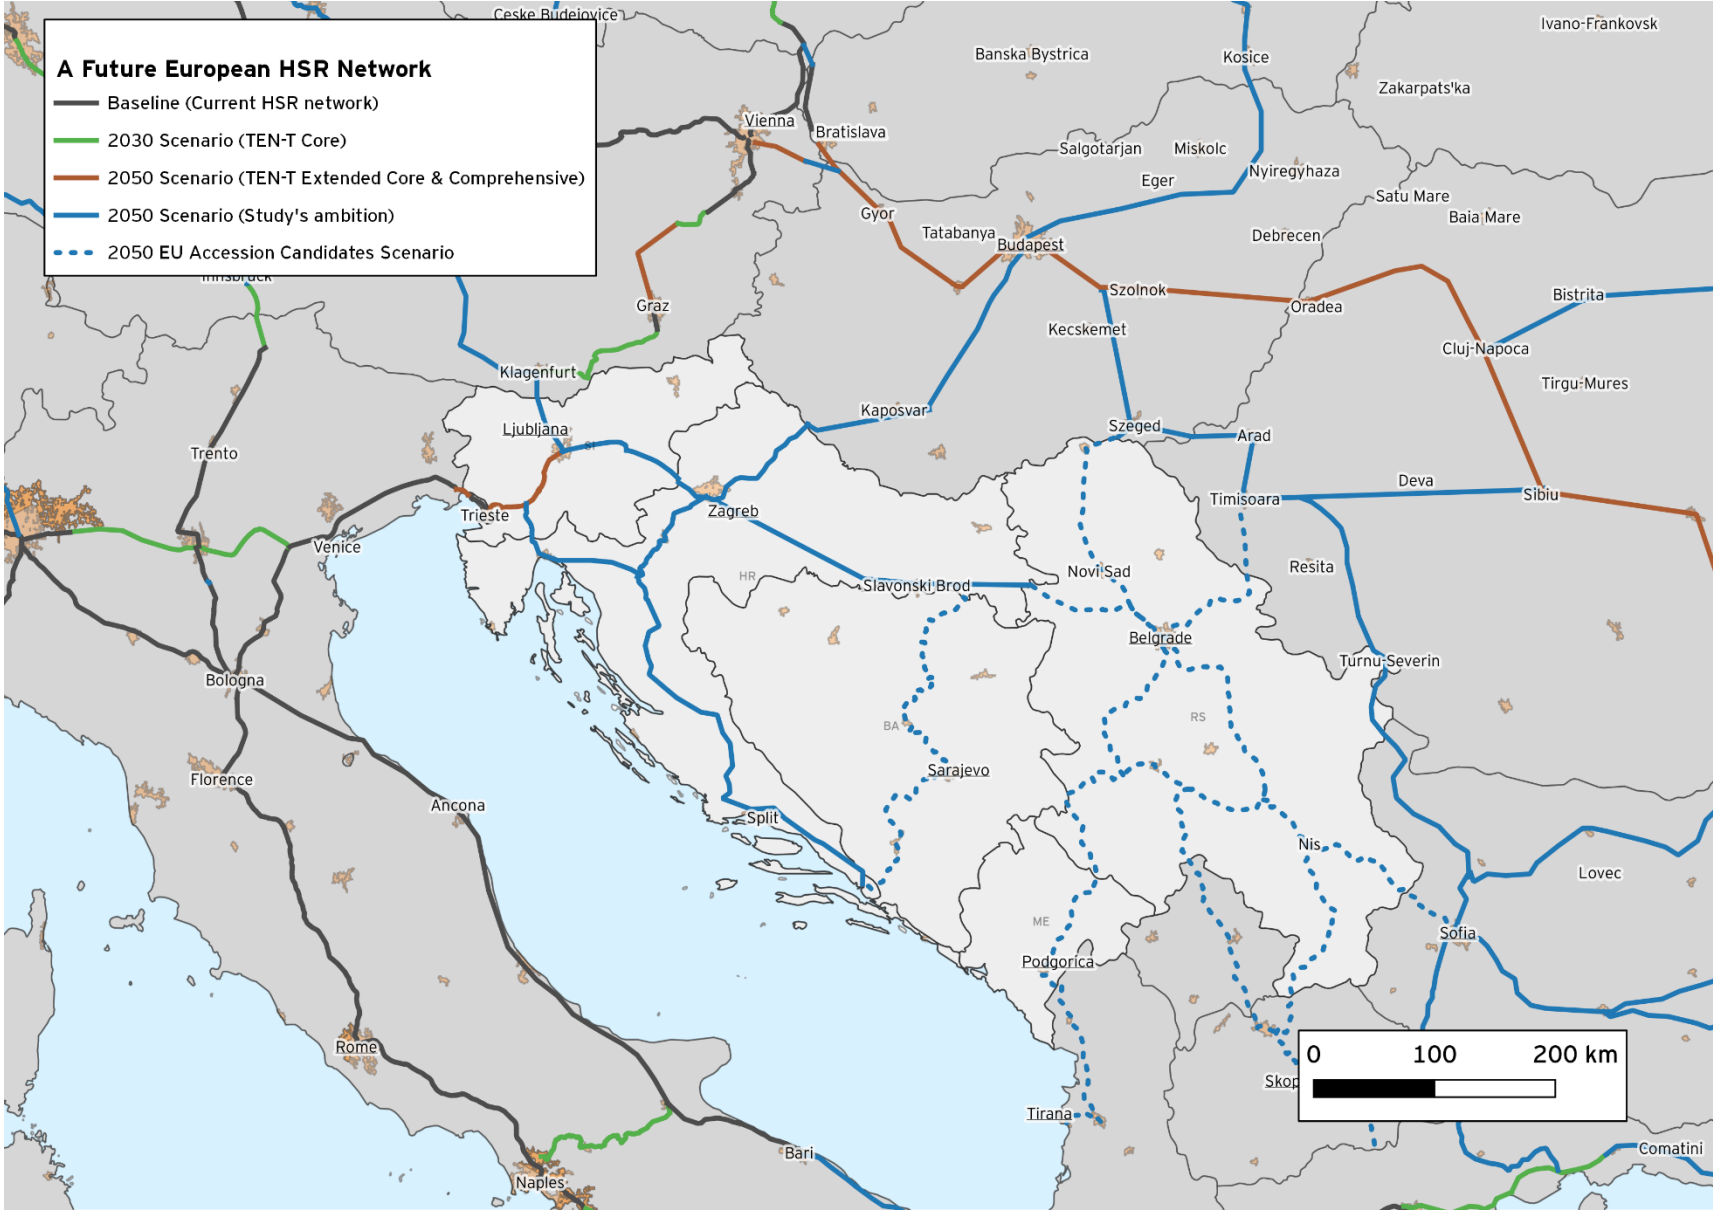 Ceske Budejovice
Ivano-Frankovsk
Banska Bystrica
Kosice
A Future European HSR Network
Baseline (Current HSR network)
2030 Scenario (TEN-T Core)
2050 Scenario (TEN-T Extended Core & Comprehensive)
2050 Scenario (Study's ambition)
2050 EU Accession Candidates Scenario
Zakarpats'ka
Vienna
Bratislava
Salgotarjan
Miskolc
Nyiregyhaza
Eger
Satu Mare
Baia Mare
Gyor
Tatabanya
Budapest
Debrecen
Innsbruck
Szolnok
Bistrita
Graz
Oradea
Kecskemet
Cluj-Napoca
Klagenfurt
Tirgu-Mures
Kaposvar
Ljubljana
SI
Szeged
Arad
Trento
Deva
Timisoara
Sibiu
Trieste
Zagreb
Venice
HR
Novi Sad
Resita
Slavonski Brod
Belgrade
Turnu-Severin
Bologna
BA
RS
Sarajevo
Florence
Ancona
Split
Nis
Lovec
ME
Sofia
Podgorica
Rome
0 100 200 km
Skop
Tirana
Bari
Comatini
Naples